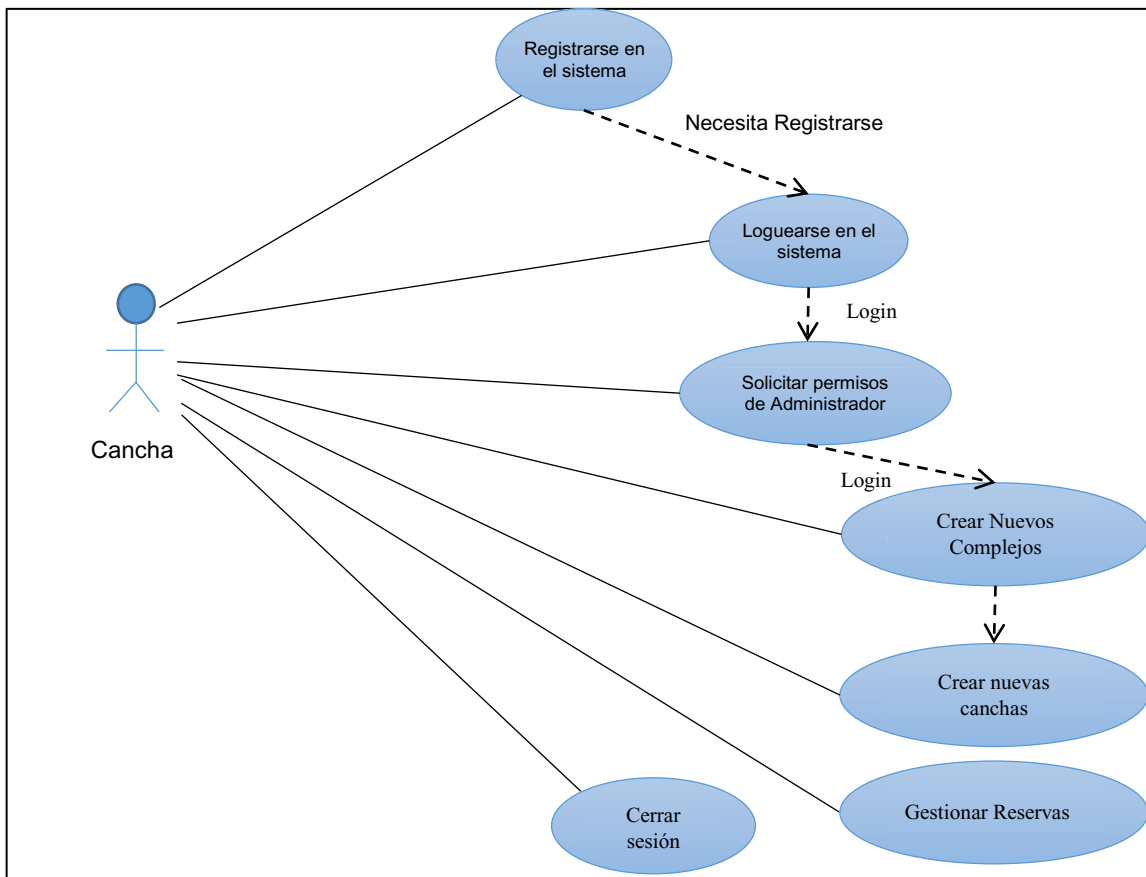 Registrarse en
el sistema
Necesita Registrarse
Loguearse en el
sistema
Login
Solicitar permisos
de Administrador
Cancha
Login
Crear Nuevos
Complejos
Crear nuevas
canchas
Gestionar Reservas
Cerrar
sesión